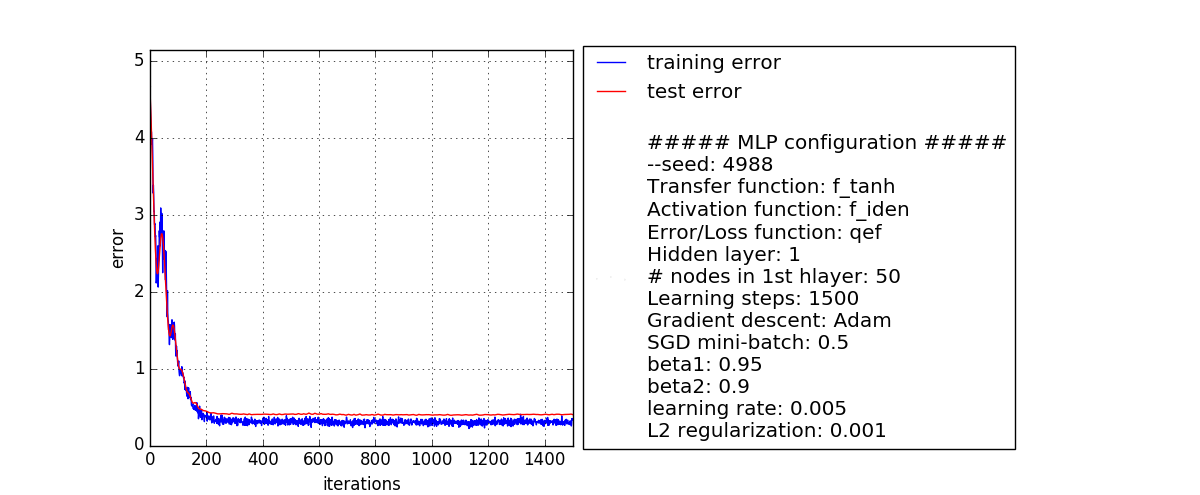 5
4
3
2
1
0
error
0 200 400 600 800 1000 1200 1400
iterations
training error
test error
##### MLP configuration #####
--seed: 4988
Transfer function: f_tanh
Activation function: f_iden
Error/Loss function: qef
Hidden layer: 1
# nodes in 1st hlayer: 50
Learning steps: 1500
Gradient descent: Adam
SGD mini-batch: 0.5
beta1: 0.95
beta2: 0.9
learning rate: 0.005
L2 regularization: 0.001